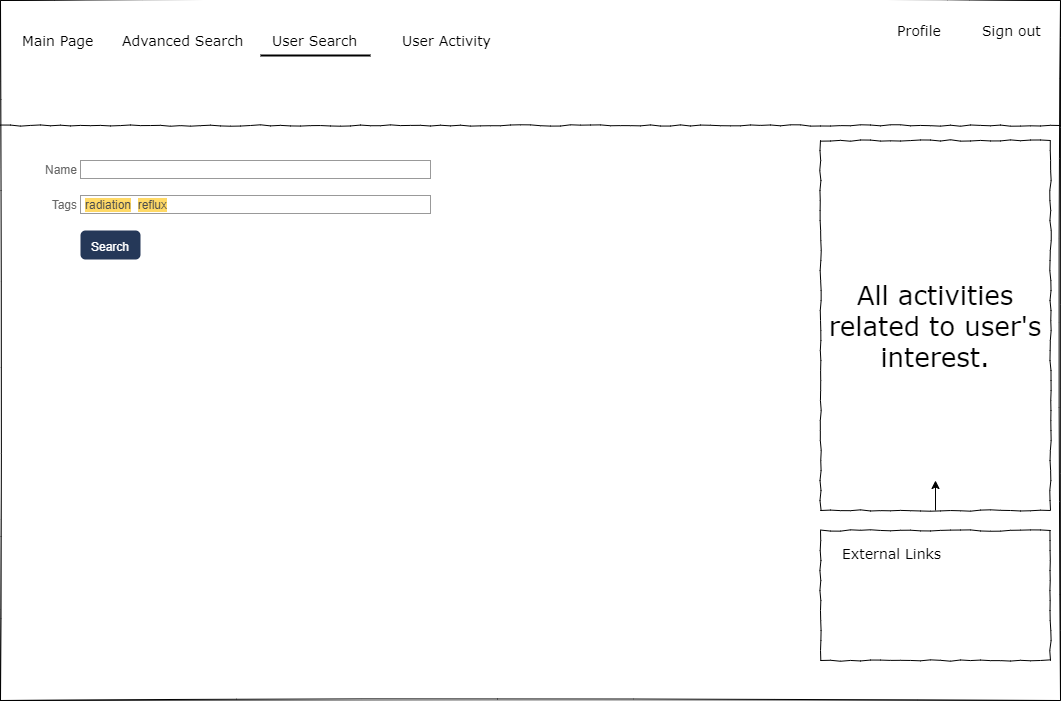 Main Page Advanced Search User Search User Activity Profile Sign out
Name
Tags radiation reflux
Search
All activities
related to user's
interest.
External Links